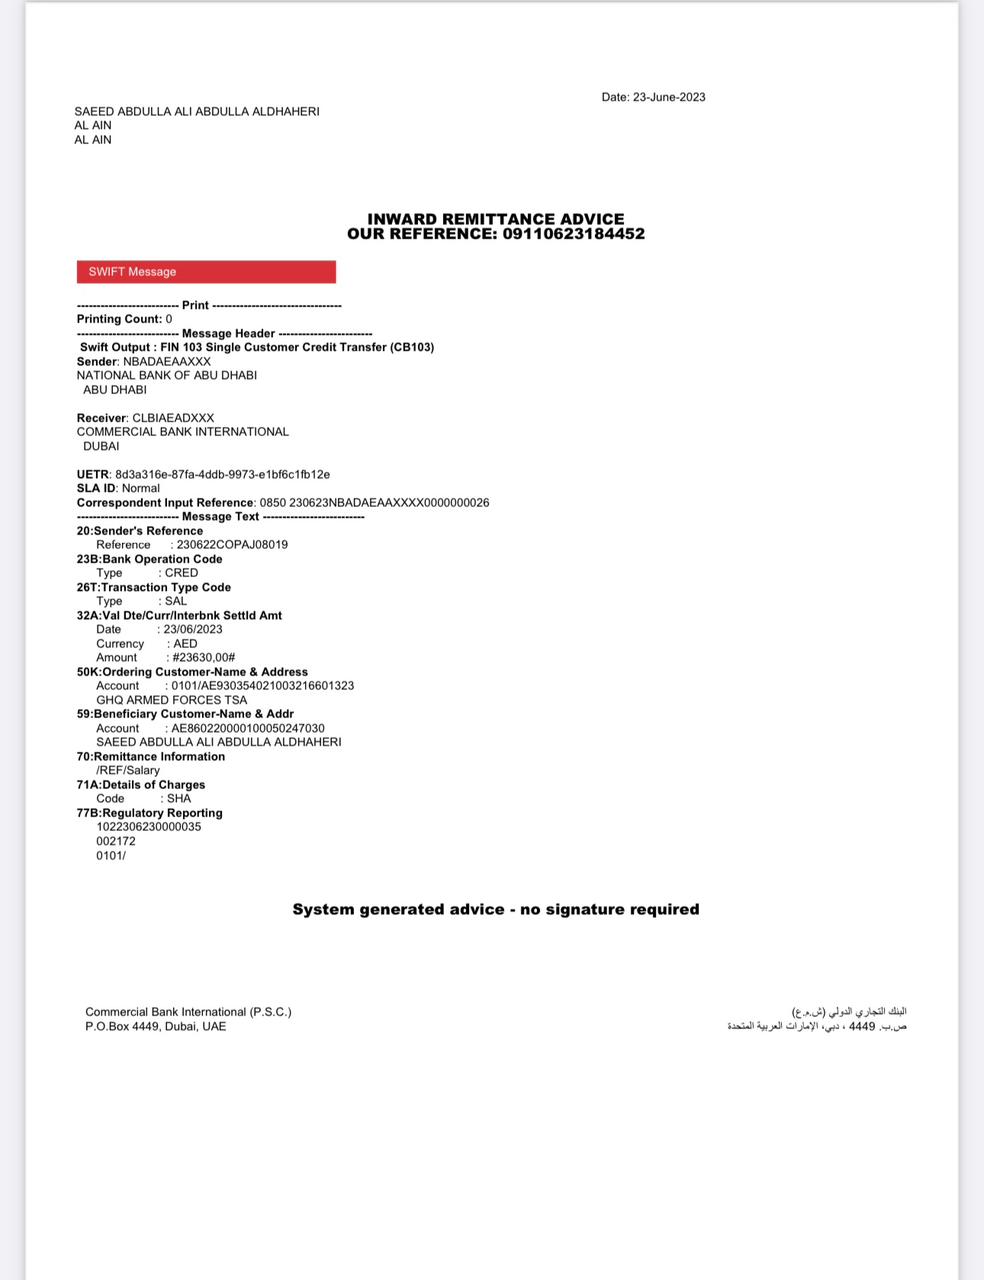 Date: 23-June-2023
SAEED ABDULLA ALI ABDULLA ALDHAHERI
AL AIN
AL AIN
INWARD REMITTANCE ADVICE
OUR REFERENCE: 09110623184452
SWIFT Message
-------------------------- Print ---------------------------------
Printing Count: 0
-------------------------- Message Header ------------------------
Swift Output : FIN 103 Single Customer Credit Transfer (CB103)
Sender: NBADAEAAXXX
NATIONAL BANK OF ABU DHABI
ABU DHABI
Receiver: CLBIAEADXXX
COMMERCIAL BANK INTERNATIONAL
DUBAI
UETR: 8d3a316e-87fa-4ddb-9973-e1bf6c1fb12e
SLA ID: Normal
Correspondent Input Reference: 0850 230623NBADAEAAXXXX0000000026
-------------------------- Message Text --------------------------
20:Sender's Reference
Reference : 230622COPAJ08019
23B:Bank Operation Code
Type : CRED
26T:Transaction Type Code
Type : SAL
32A:Val Dte/Curr/Interbnk Settld Amt
Date : 23/06/2023
Currency : AED
Amount : #23630,00#
50K:Ordering Customer-Name & Address
Account : 0101/AE930354021003216601323
GHQ ARMED FORCES TSA
59:Beneficiary Customer-Name & Addr
Account : AE860220000100050247030
SAEED ABDULLA ALI ABDULLA ALDHAHERI
70:Remittance Information
/REF/Salary
71A:Details of Charges
Code : SHA
77B:Regulatory Reporting
1022306230000035
002172
0101/
System generated advice - no signature required
Commercial Bank International (P.S.C.)
P.O.Box 4449, Dubai, UAE
البنك التجاري الدولي (ش.م.ع)
ص.ب. 4449 ، دبي، الإمارات العربية المتحدة